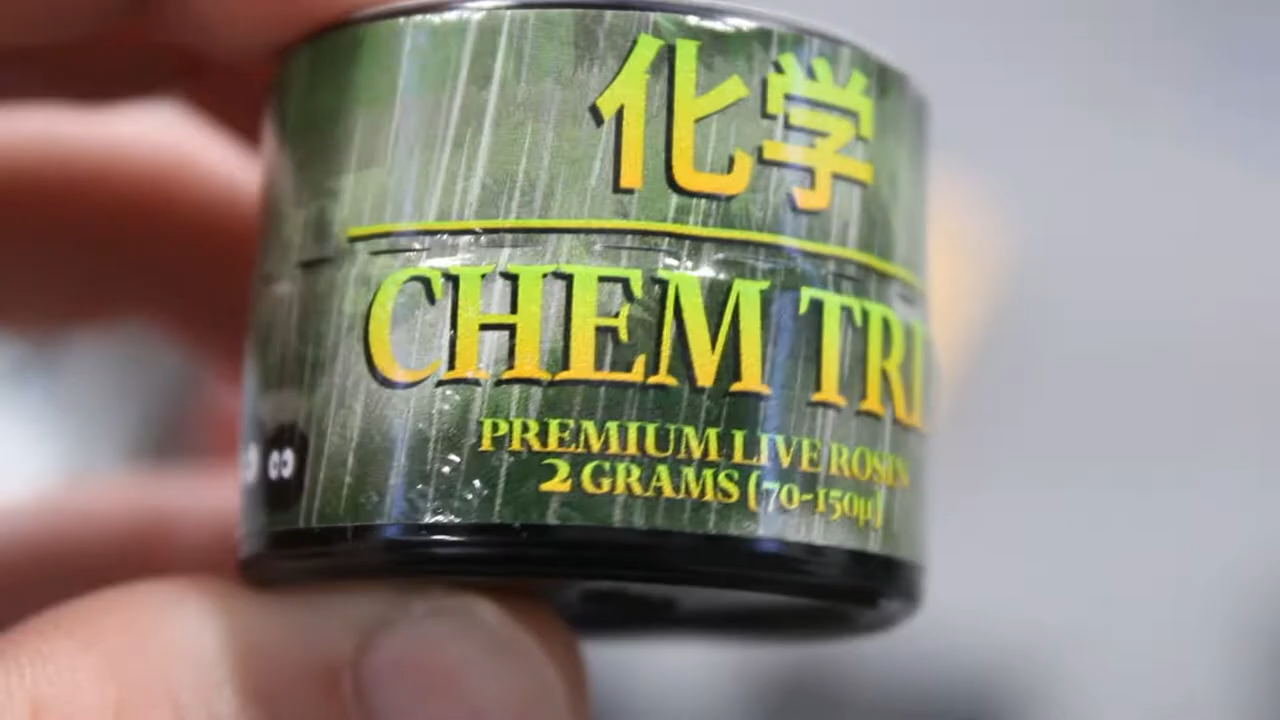 化学
CHEM TRI
PREMIUM LIVE ROSIN
2 GRAMS (70-150µ)